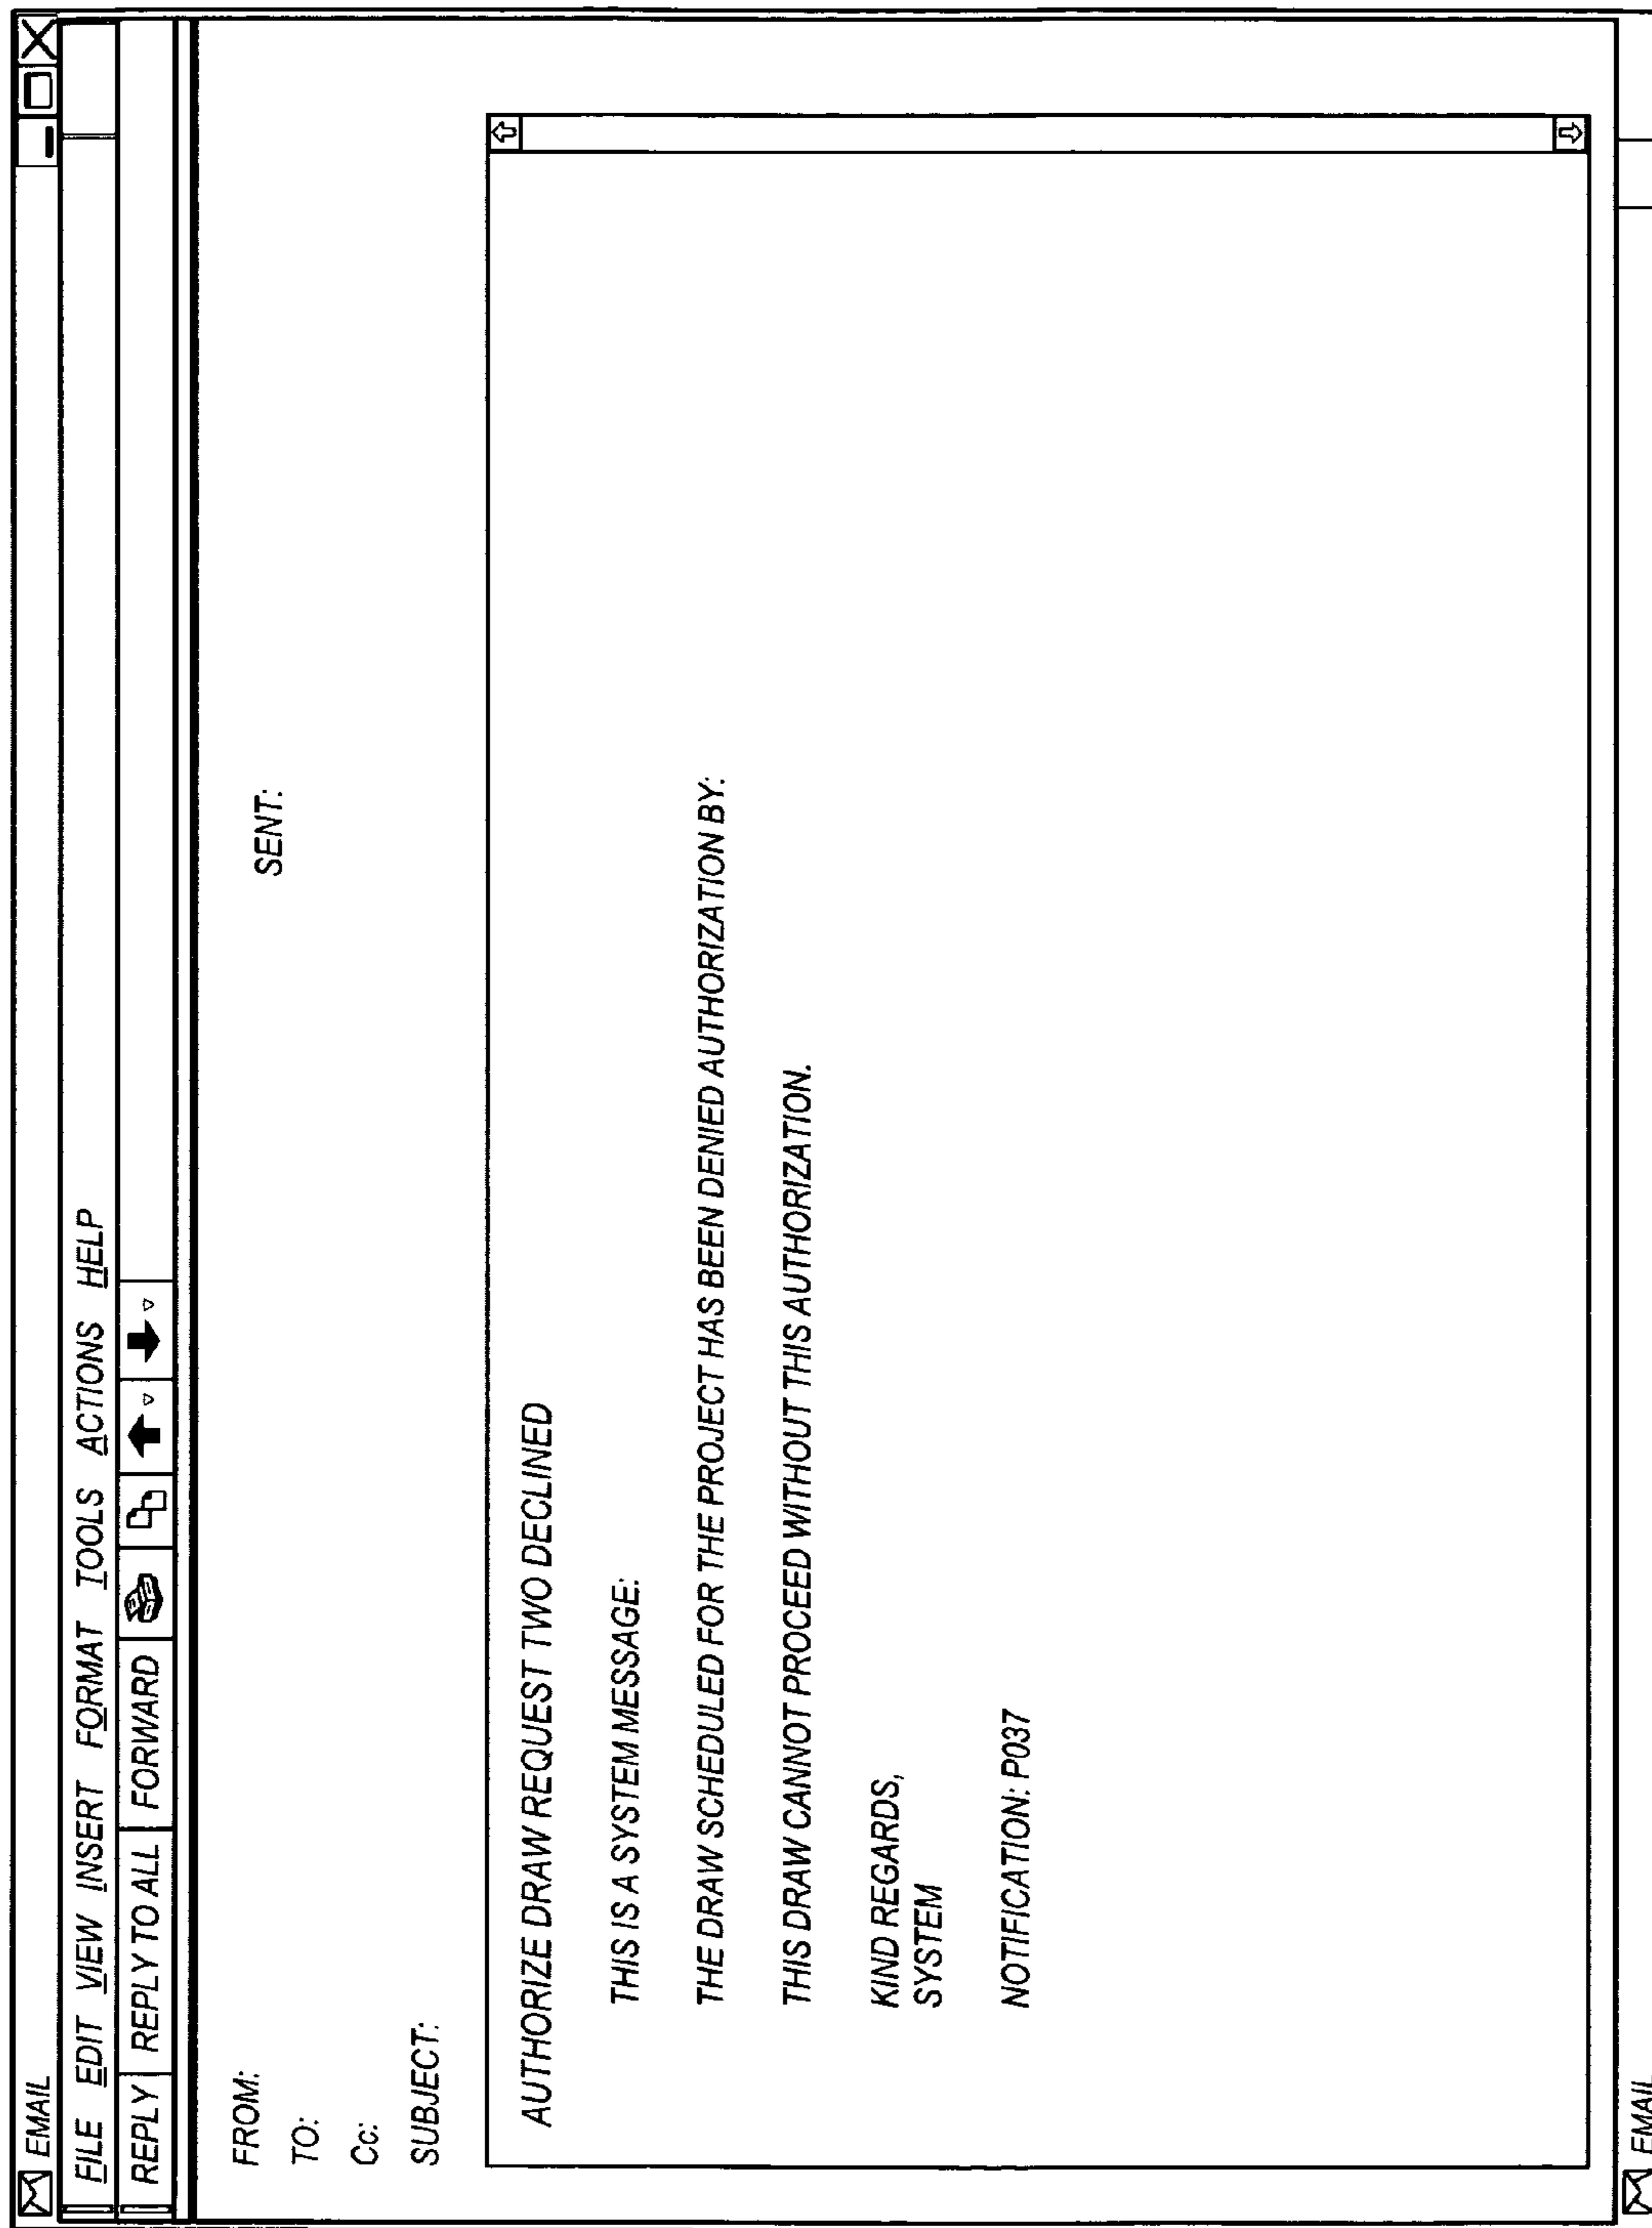 EMAIL
FILE EDIT VIEW INSERT FORMAT TOOLS ACTIONS HELP
REPLY REPLY TO ALL FORWARD
FROM:
SENT:
TO:
Cc:
SUBJECT:
AUTHORIZE DRAW REQUEST TWO DECLINED
THIS IS A SYSTEM MESSAGE:
THE DRAW SCHEDULED FOR THE PROJECT HAS BEEN DENIED AUTHORIZATION BY:
THIS DRAW CANNOT PROCEED WITHOUT THIS AUTHORIZATION.
KIND REGARDS,
SYSTEM
NOTIFICATION: P037
EMAIL